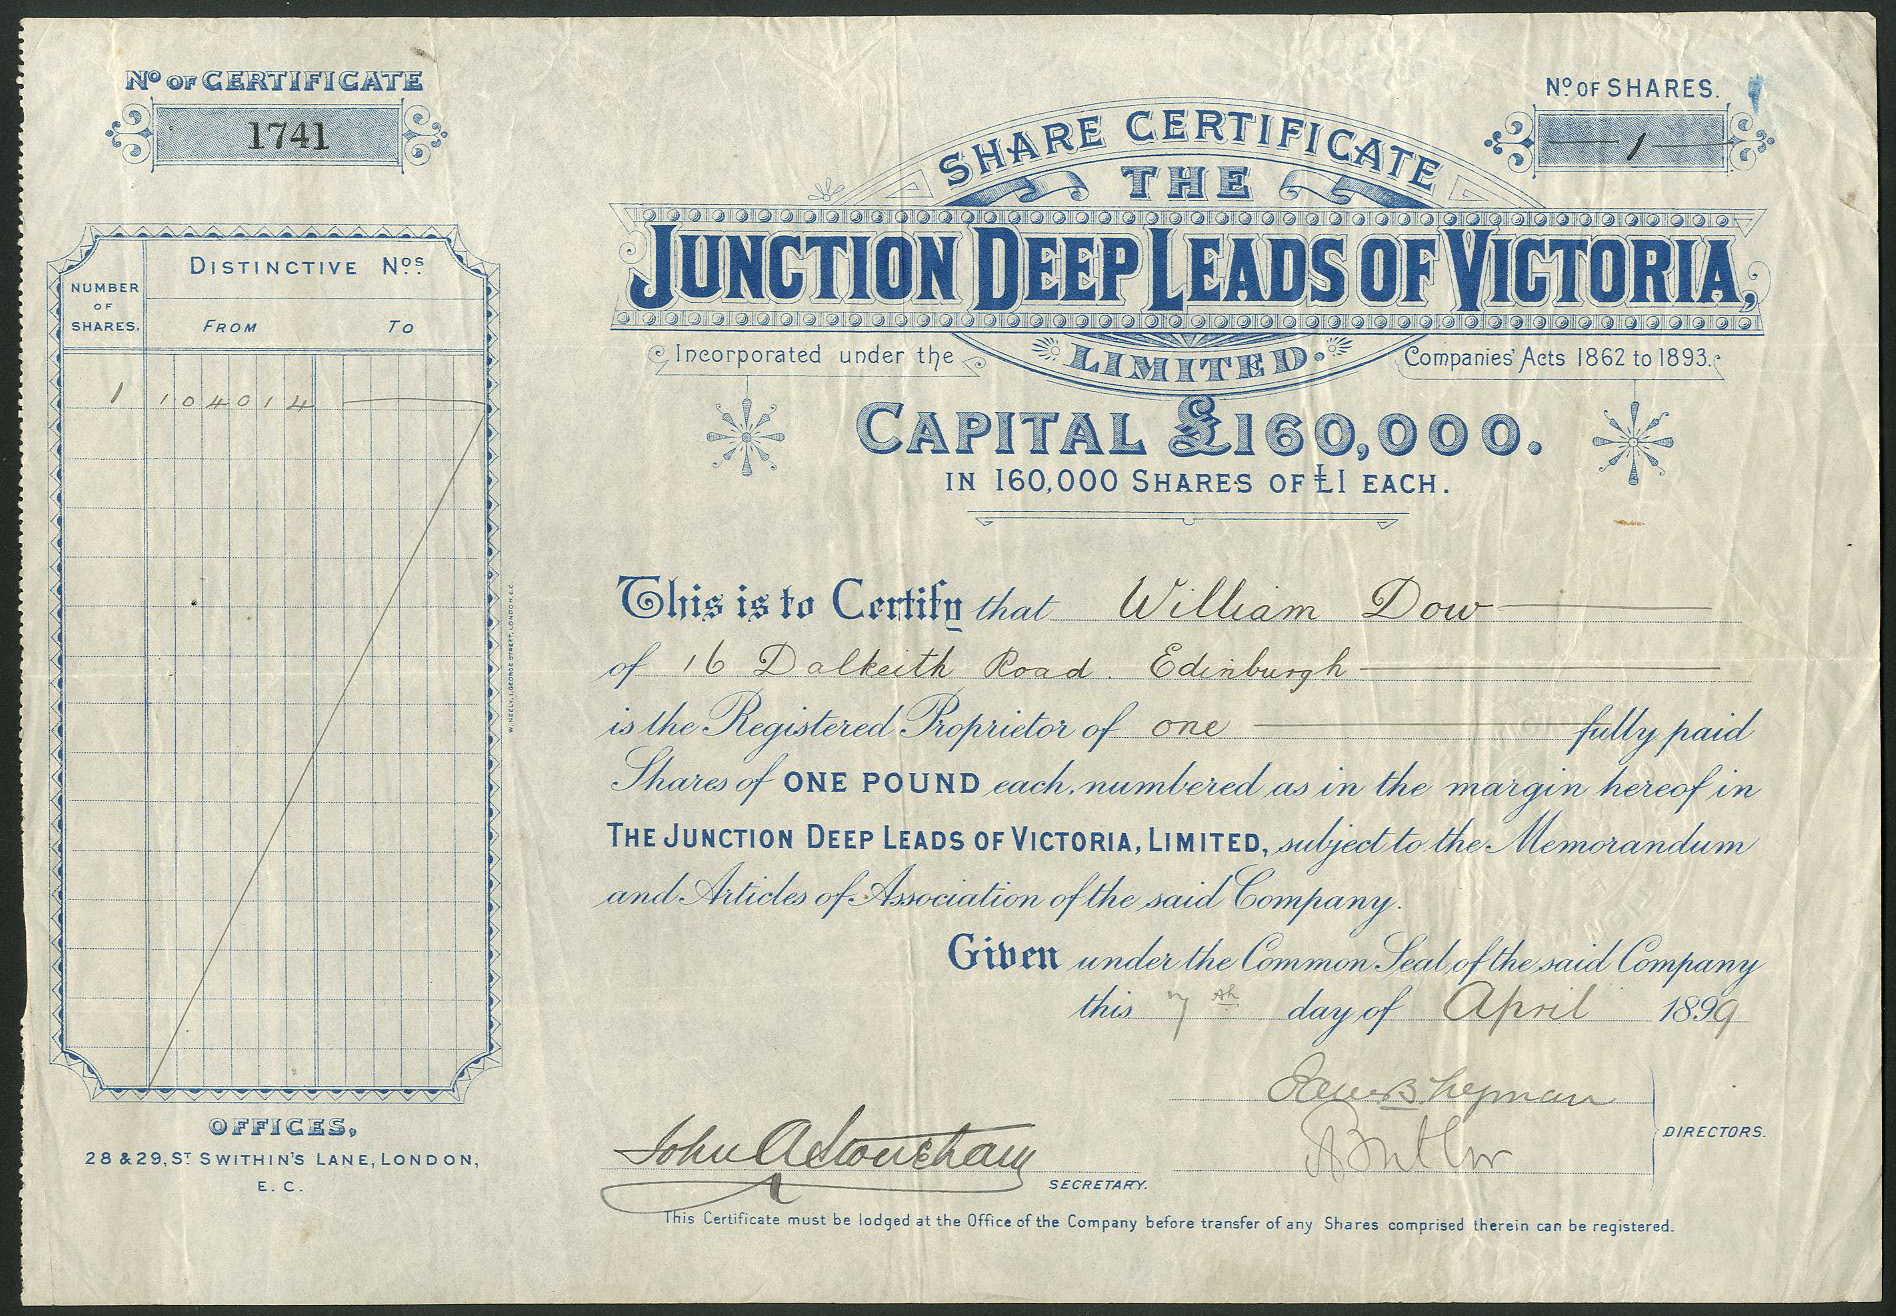 Nº OF CERTIFICATE
1741
Nº OF SHARES.
1
SHARE CERTIFICATE
THE
JUNCTION DEEP LEADS OF VICTORIA,
LIMITED.
Incorporated under the
Companies' Acts 1862 to 1893.
CAPITAL £160,000.
IN 160,000 SHARES OF £1 EACH.
DISTINCTIVE Nºs
NUMBER
OF
SHARES.
FROM
TO
1 104014
This is to Certify that William Dow
of 16 Dalkeith Road. Edinburgh
is the Registered Proprietor of one fully paid
Shares of ONE POUND each, numbered as in the margin hereof in
THE JUNCTION DEEP LEADS OF VICTORIA, LIMITED, subject to the Memorandum
and Articles of Association of the said Company.
Given under the Common Seal of the said Company
this 7th day of April 1899
DIRECTORS.
John A
SECRETARY.
OFFICES,
28 & 29, ST SWITHIN'S LANE, LONDON,
E. C.
This Certificate must be lodged at the Office of the Company before transfer of any Shares comprised therein can be registered.